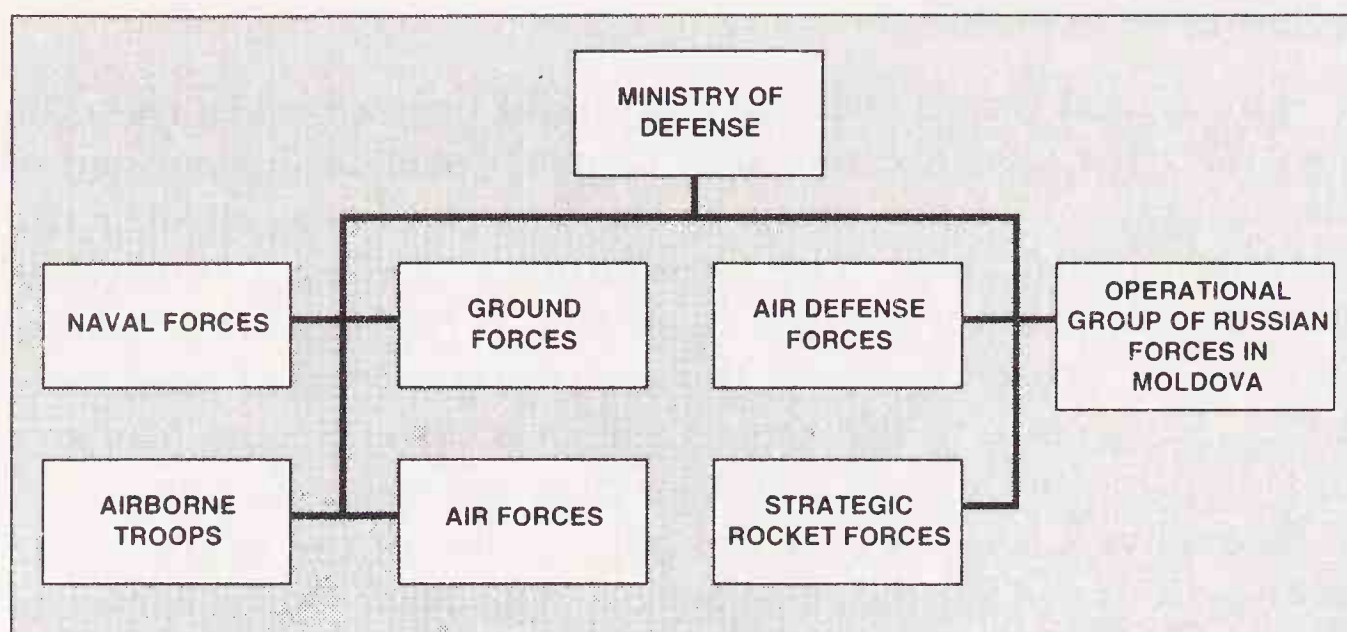 MINISTRY OF
DEFENSE
NAVAL FORCES
GROUND
FORCES
AIR DEFENSE
FORCES
OPERATIONAL
GROUP OF RUSSIAN
FORCES IN
MOLDOVA
AIRBORNE
TROOPS
AIR FORCES
STRATEGIC
ROCKET FORCES